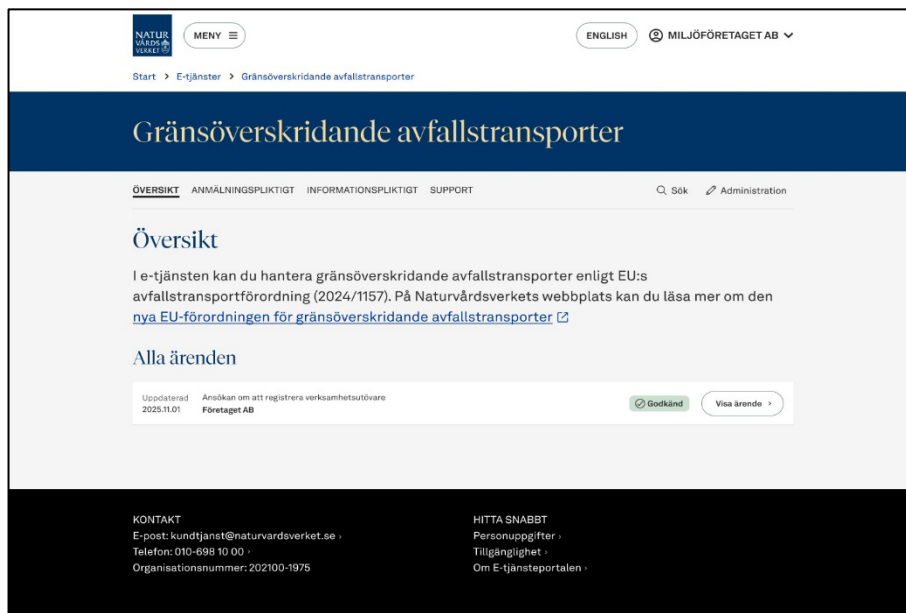 NATUR
VÅRDS
VERKET
MENY
ENGLISH
MILJÖFÖRETAGET AB
Start > E-tjänster > Gränsöverskridande avfallstransporter
Gränsöverskridande avfallstransporter
ÖVERSIKT ANMÄLNINGSPLIKTIGT INFORMATIONSPLIKTIGT SUPPORT Sök Administration
Översikt
I e-tjänsten kan du hantera gränsöverskridande avfallstransporter enligt EU:s
avfallstransportförordning (2024/1157). På Naturvårdsverkets webbplats kan du läsa mer om den
nya EU-förordningen för gränsöverskridande avfallstransporter
Alla ärenden
Uppdaterad Ansökan om att registrera verksamhetsutövare
2025.11.01 Företaget AB
Godkänd Visa ärende >
KONTAKT
E-post: kundtjanst@naturvardsverket.se ›
Telefon: 010-698 10 00 ›
Organisationsnummer: 202100-1975
HITTA SNABBT
Personuppgifter ›
Tillgänglighet ›
Om E-tjänsteportalen ›